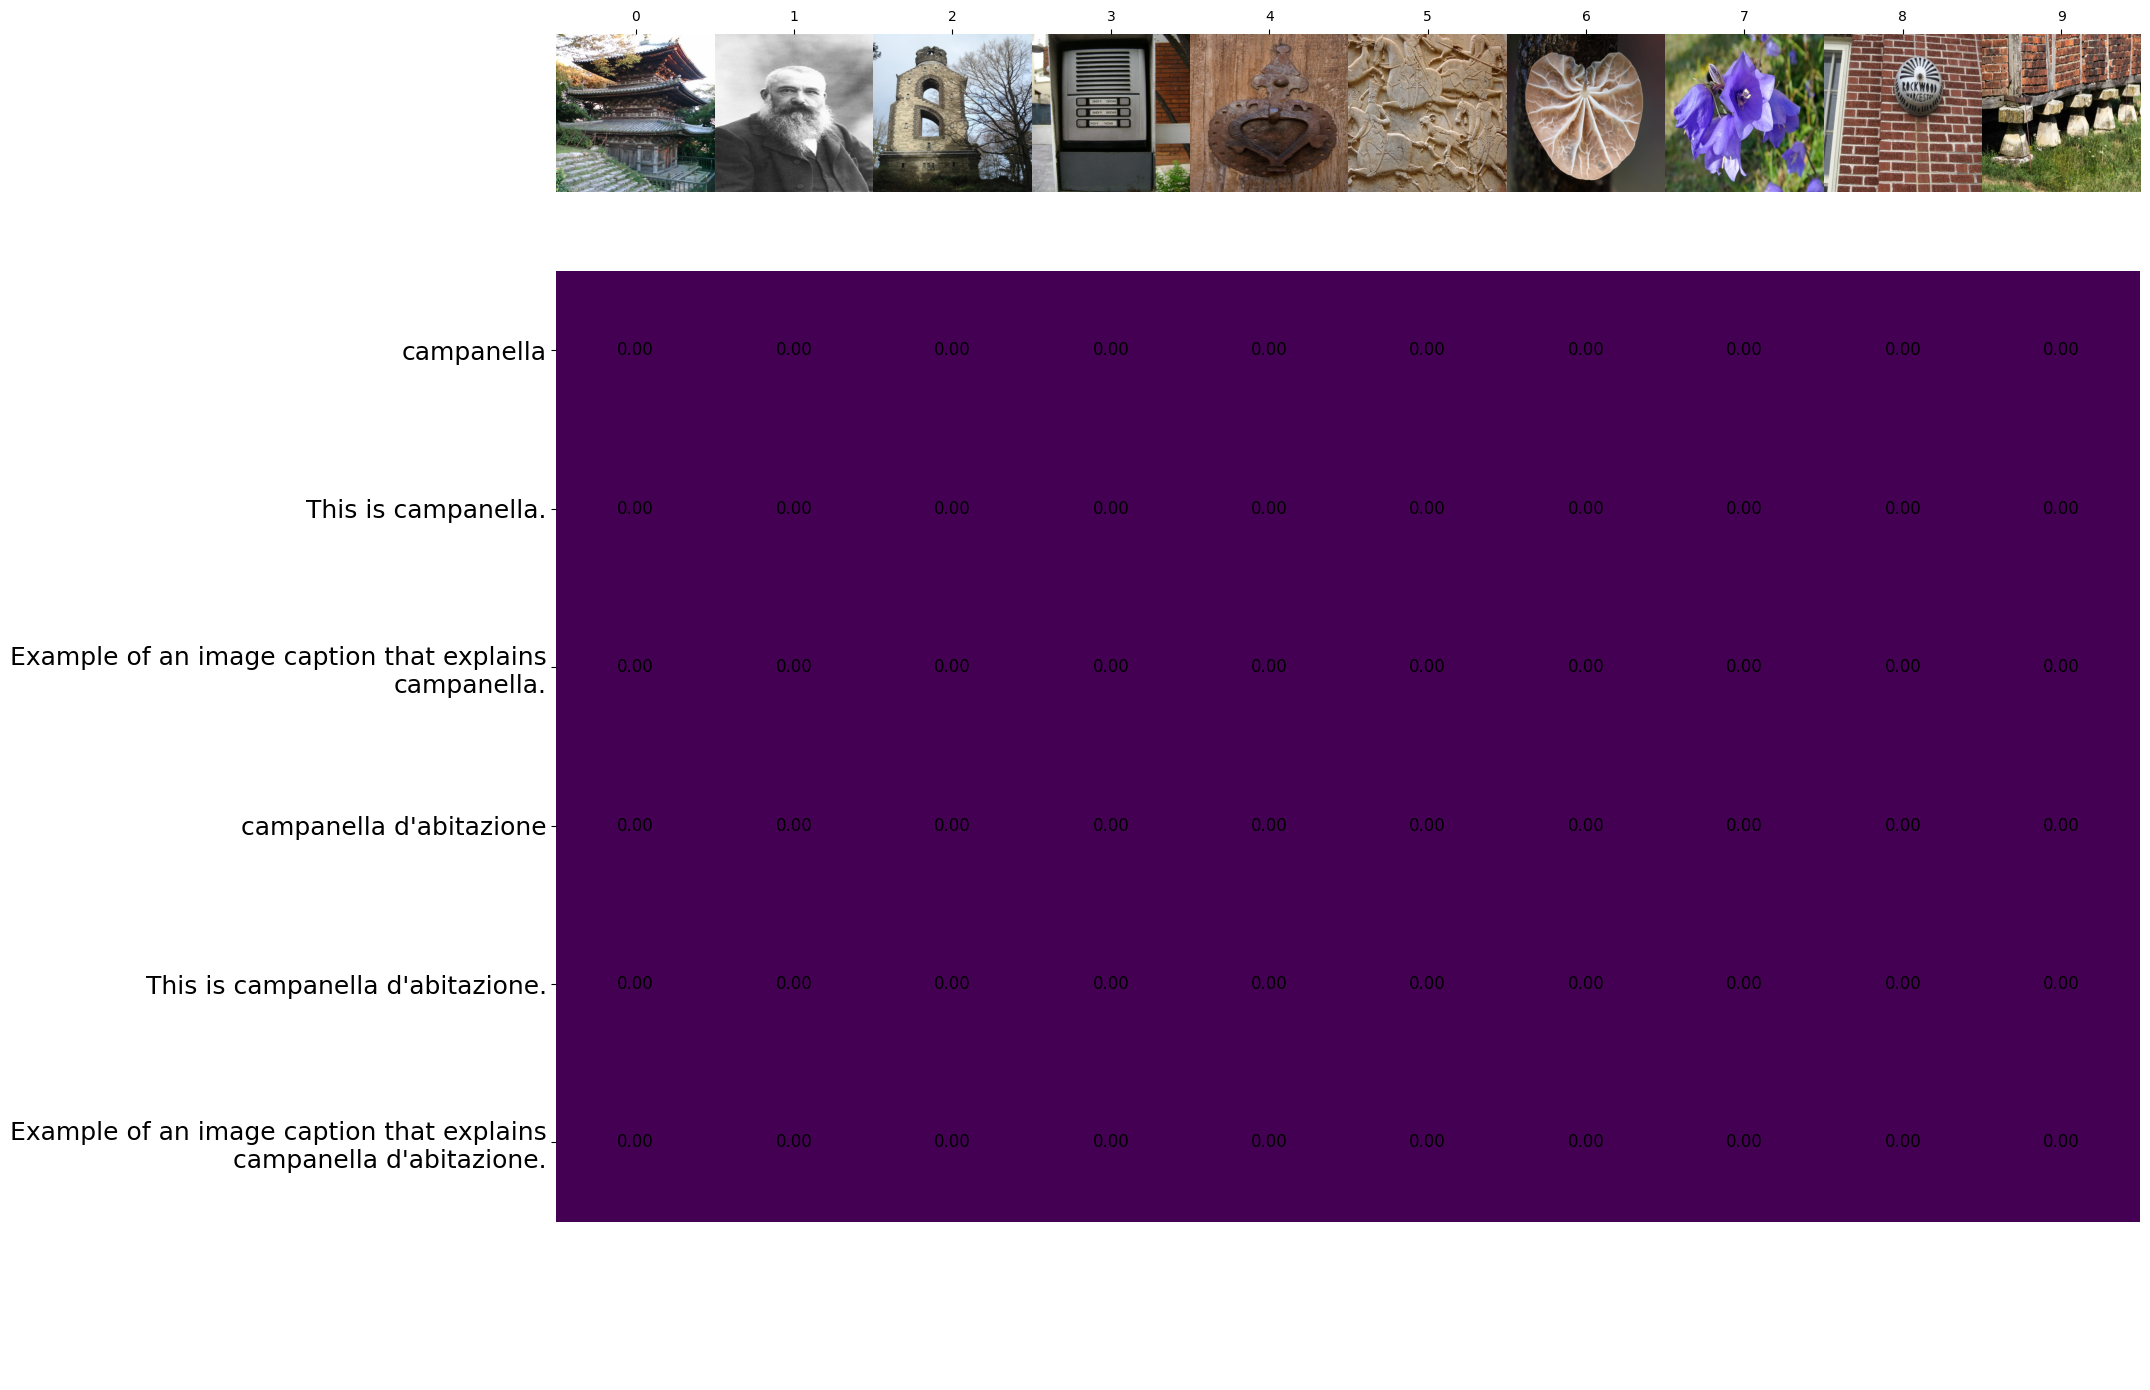 0 1 2 3 4 5 6 7 8 9
ROCKWOOD
campanella 0.00 0.00 0.00 0.00 0.00 0.00 0.00 0.00 0.00 0.00
This is campanella. 0.00 0.00 0.00 0.00 0.00 0.00 0.00 0.00 0.00 0.00
Example of an image caption that explains
campanella. 0.00 0.00 0.00 0.00 0.00 0.00 0.00 0.00 0.00 0.00
campanella d'abitazione 0.00 0.00 0.00 0.00 0.00 0.00 0.00 0.00 0.00 0.00
This is campanella d'abitazione. 0.00 0.00 0.00 0.00 0.00 0.00 0.00 0.00 0.00 0.00
Example of an image caption that explains
campanella d'abitazione. 0.00 0.00 0.00 0.00 0.00 0.00 0.00 0.00 0.00 0.00